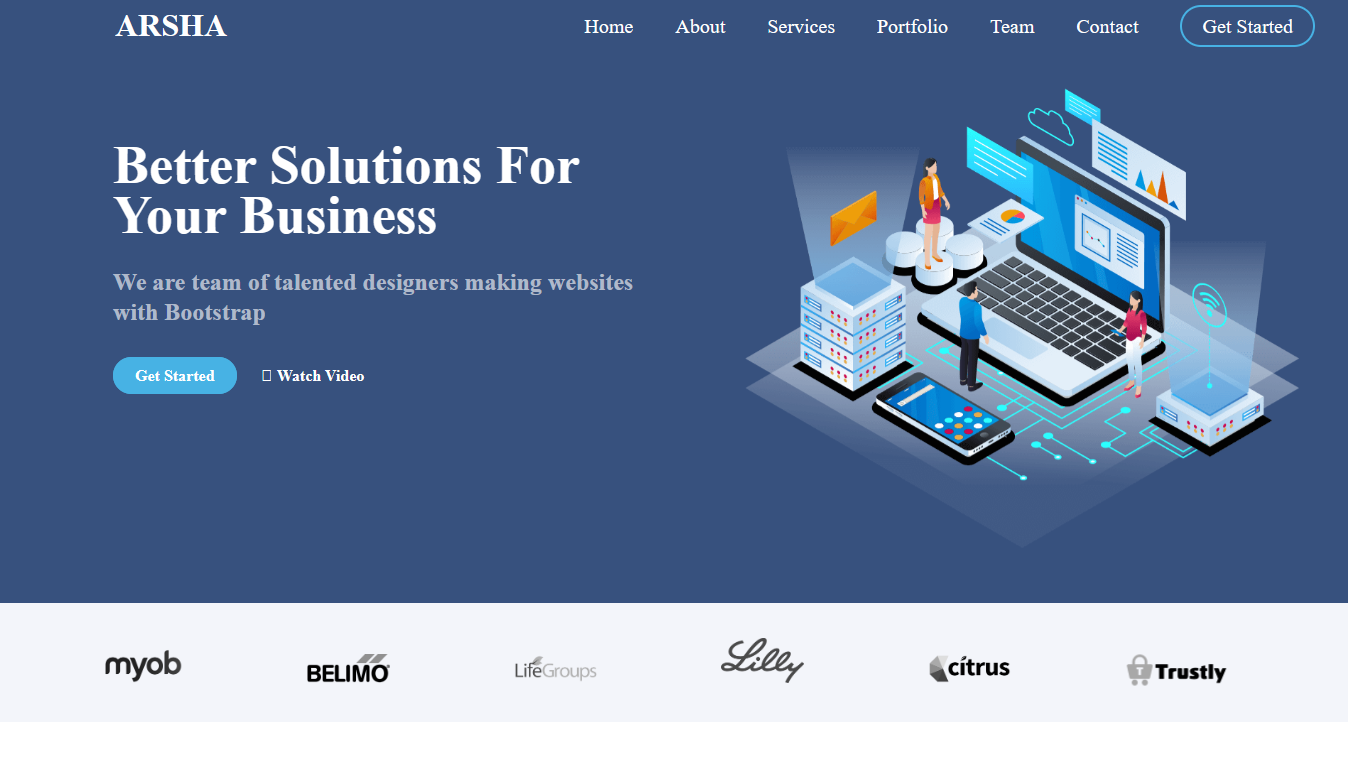 ARSHA
Home About Services Portfolio Team Contact Get Started
Better Solutions For
Your Business
We are team of talented designers making websites
with Bootstrap
Get Started Watch Video
myob BELIMO LifeGroups Lilly cítrus Trustly